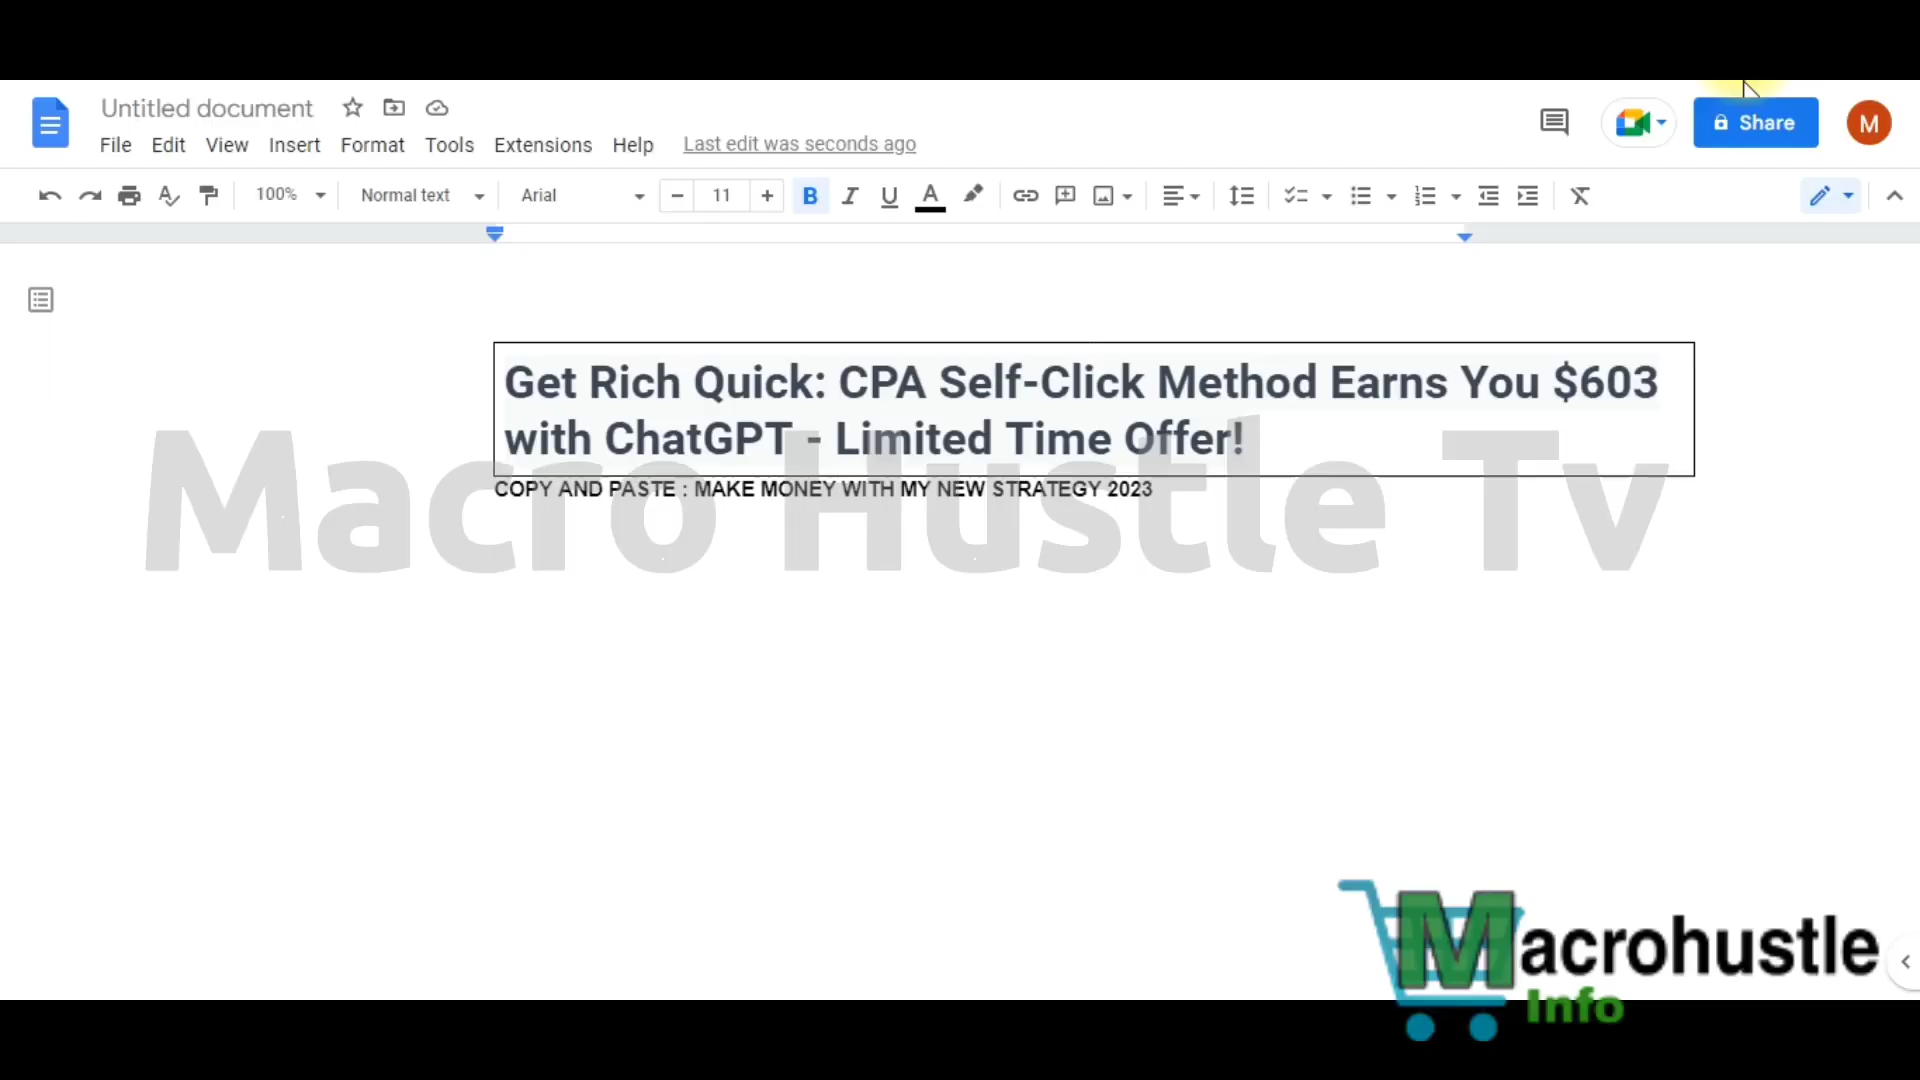 Untitled document
File Edit View Insert Format Tools Extensions Help Last edit was seconds ago
Share
M
100% Normal text Arial 11 B I U A
Get Rich Quick: CPA Self-Click Method Earns You $603
with ChatGPT - Limited Time Offer!
COPY AND PASTE : MAKE MONEY WITH MY NEW STRATEGY 2023
Macro Hustle Tv
Macrohustle
Info